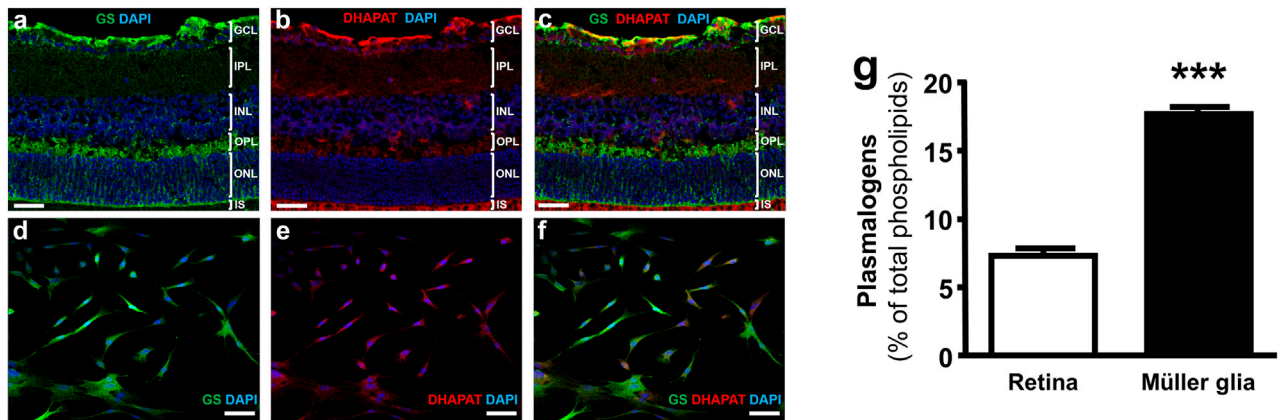 a GS DAPI
GCL
IPL
INL
OPL
ONL
IS
b DHAPAT DAPI
GCL
IPL
INL
OPL
ONL
IS
c GS DHAPAT DAPI
GCL
IPL
INL
OPL
ONL
IS
d
GS DAPI
e
DHAPAT DAPI
f
GS DHAPAT DAPI
g
***
Plasmalogens
(% of total phospholipids)
20
15
10
5
0
Retina
Müller glia